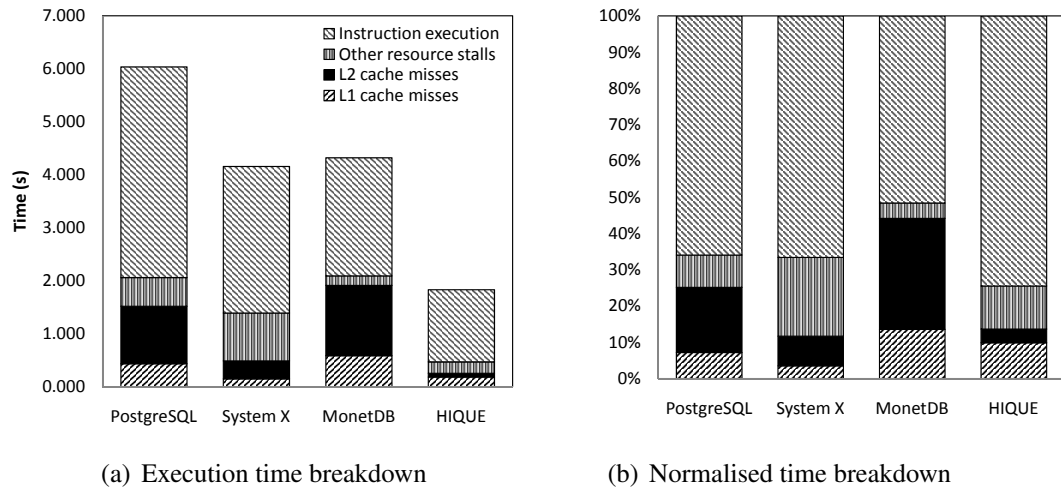 7.000
6.000
5.000
4.000
3.000
2.000
1.000
0.000
Time (s)
Instruction execution
Other resource stalls
L2 cache misses
L1 cache misses
PostgreSQL System X MonetDB HIQUE
(a) Execution time breakdown
100%
90%
80%
70%
60%
50%
40%
30%
20%
10%
0%
PostgreSQL System X MonetDB HIQUE
(b) Normalised time breakdown